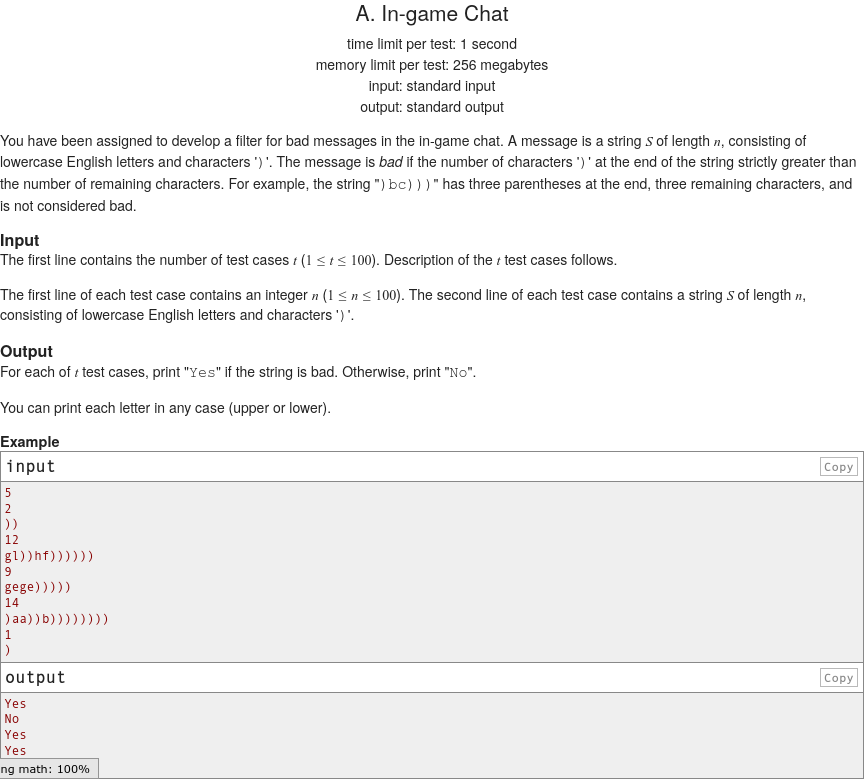 A. In-game Chat
time limit per test: 1 second
memory limit per test: 256 megabytes
input: standard input
output: standard output
You have been assigned to develop a filter for bad messages in the in-game chat. A message is a string S of length n, consisting of
lowercase English letters and characters ')'. The message is bad if the number of characters ')' at the end of the string strictly greater than
the number of remaining characters. For example, the string ")bc)))" has three parentheses at the end, three remaining characters, and
is not considered bad.
Input
The first line contains the number of test cases t (1 ≤ t ≤ 100). Description of the t test cases follows.
The first line of each test case contains an integer n (1 ≤ n ≤ 100). The second line of each test case contains a string S of length n,
consisting of lowercase English letters and characters ')'.
Output
For each of t test cases, print "Yes" if the string is bad. Otherwise, print "No".
You can print each letter in any case (upper or lower).
Example
input Copy
5
2
))
12
gl))hf))))))
9
gege)))))
14
)aa))b))))))))
1
)
output Copy
Yes
No
Yes
Yes
ng math: 100%